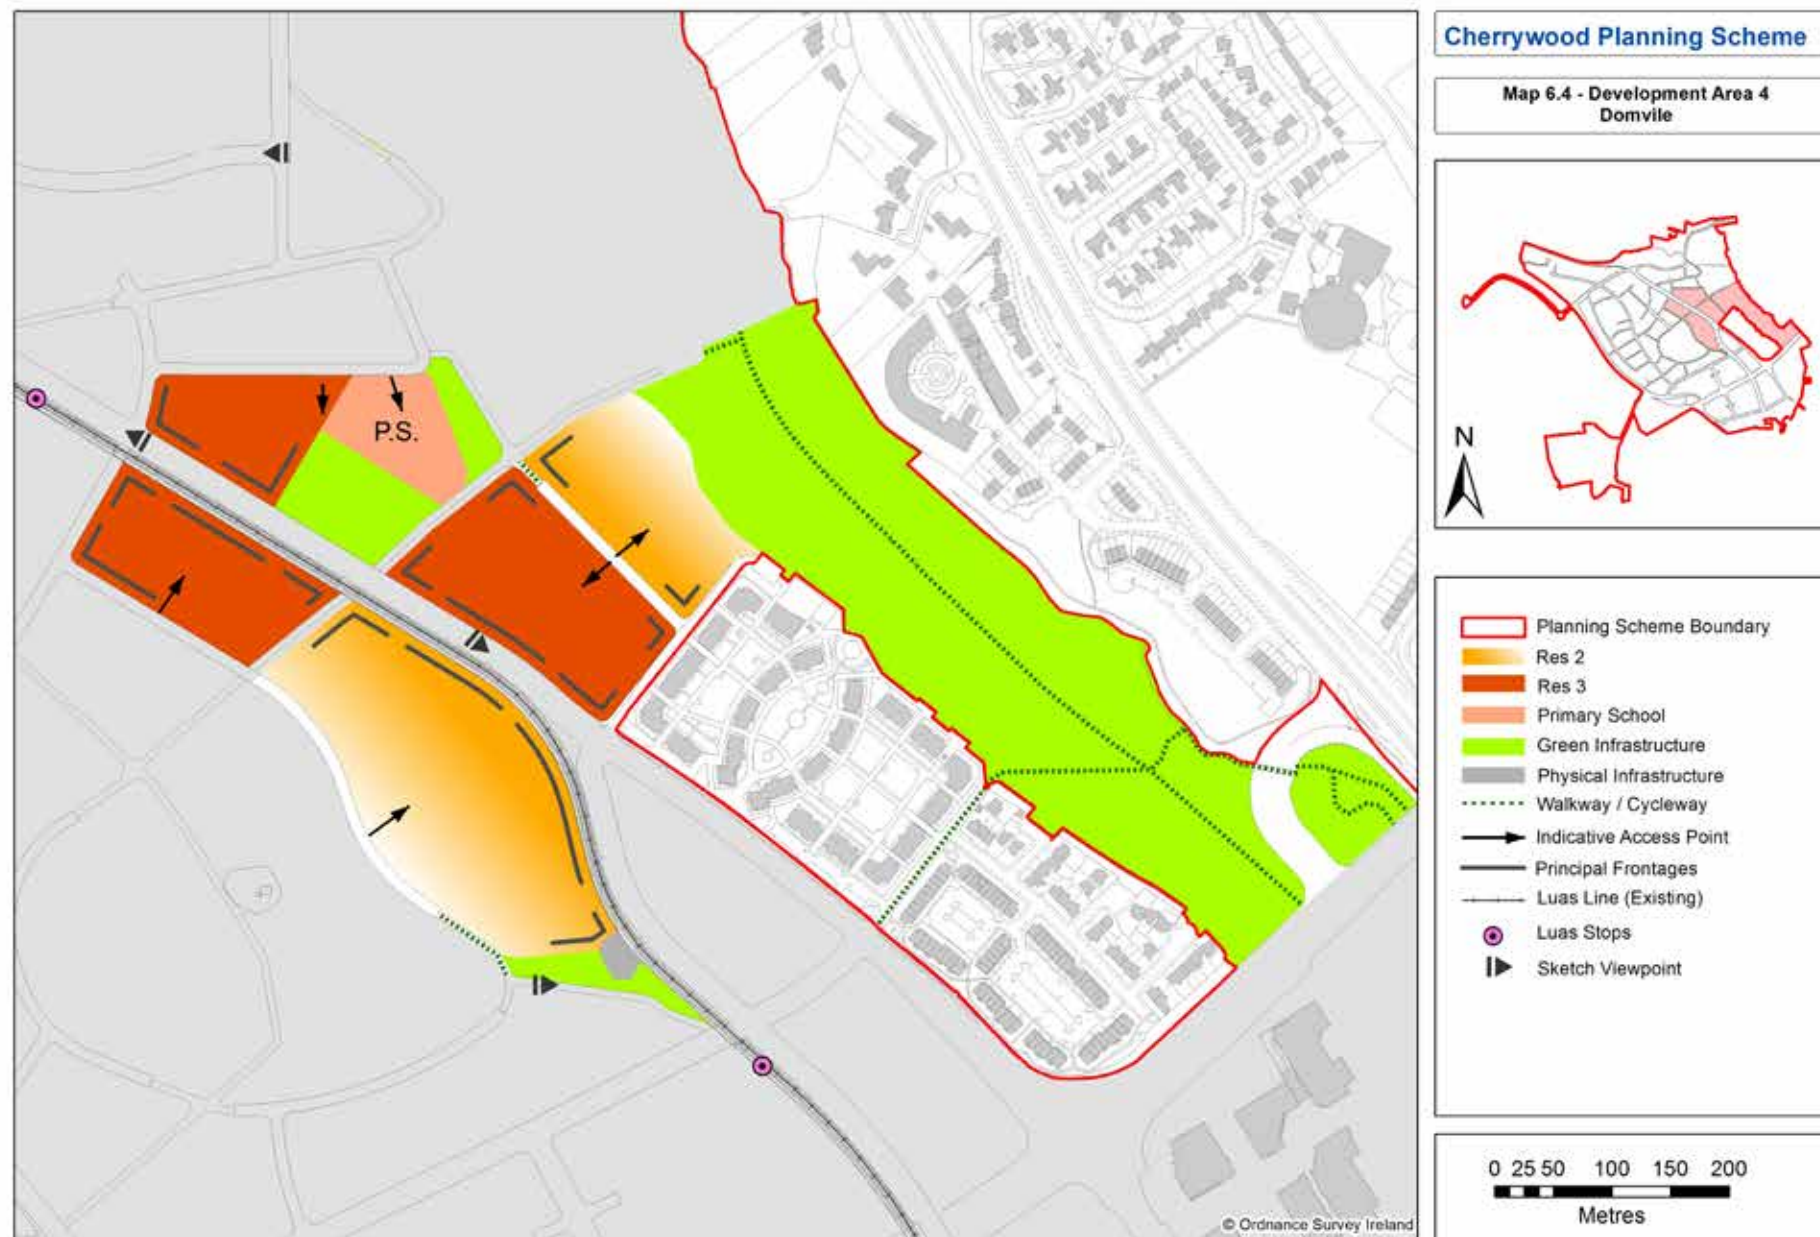 Cherrywood Planning Scheme
Map 6.4 - Development Area 4
Domvile
P.S.
N
Planning Scheme Boundary
Res 2
Res 3
Primary School
Green Infrastructure
Physical Infrastructure
Walkway / Cycleway
Indicative Access Point
Principal Frontages
Luas Line (Existing)
Luas Stops
Sketch Viewpoint
0 25 50 100 150 200
Metres
© Ordnance Survey Ireland